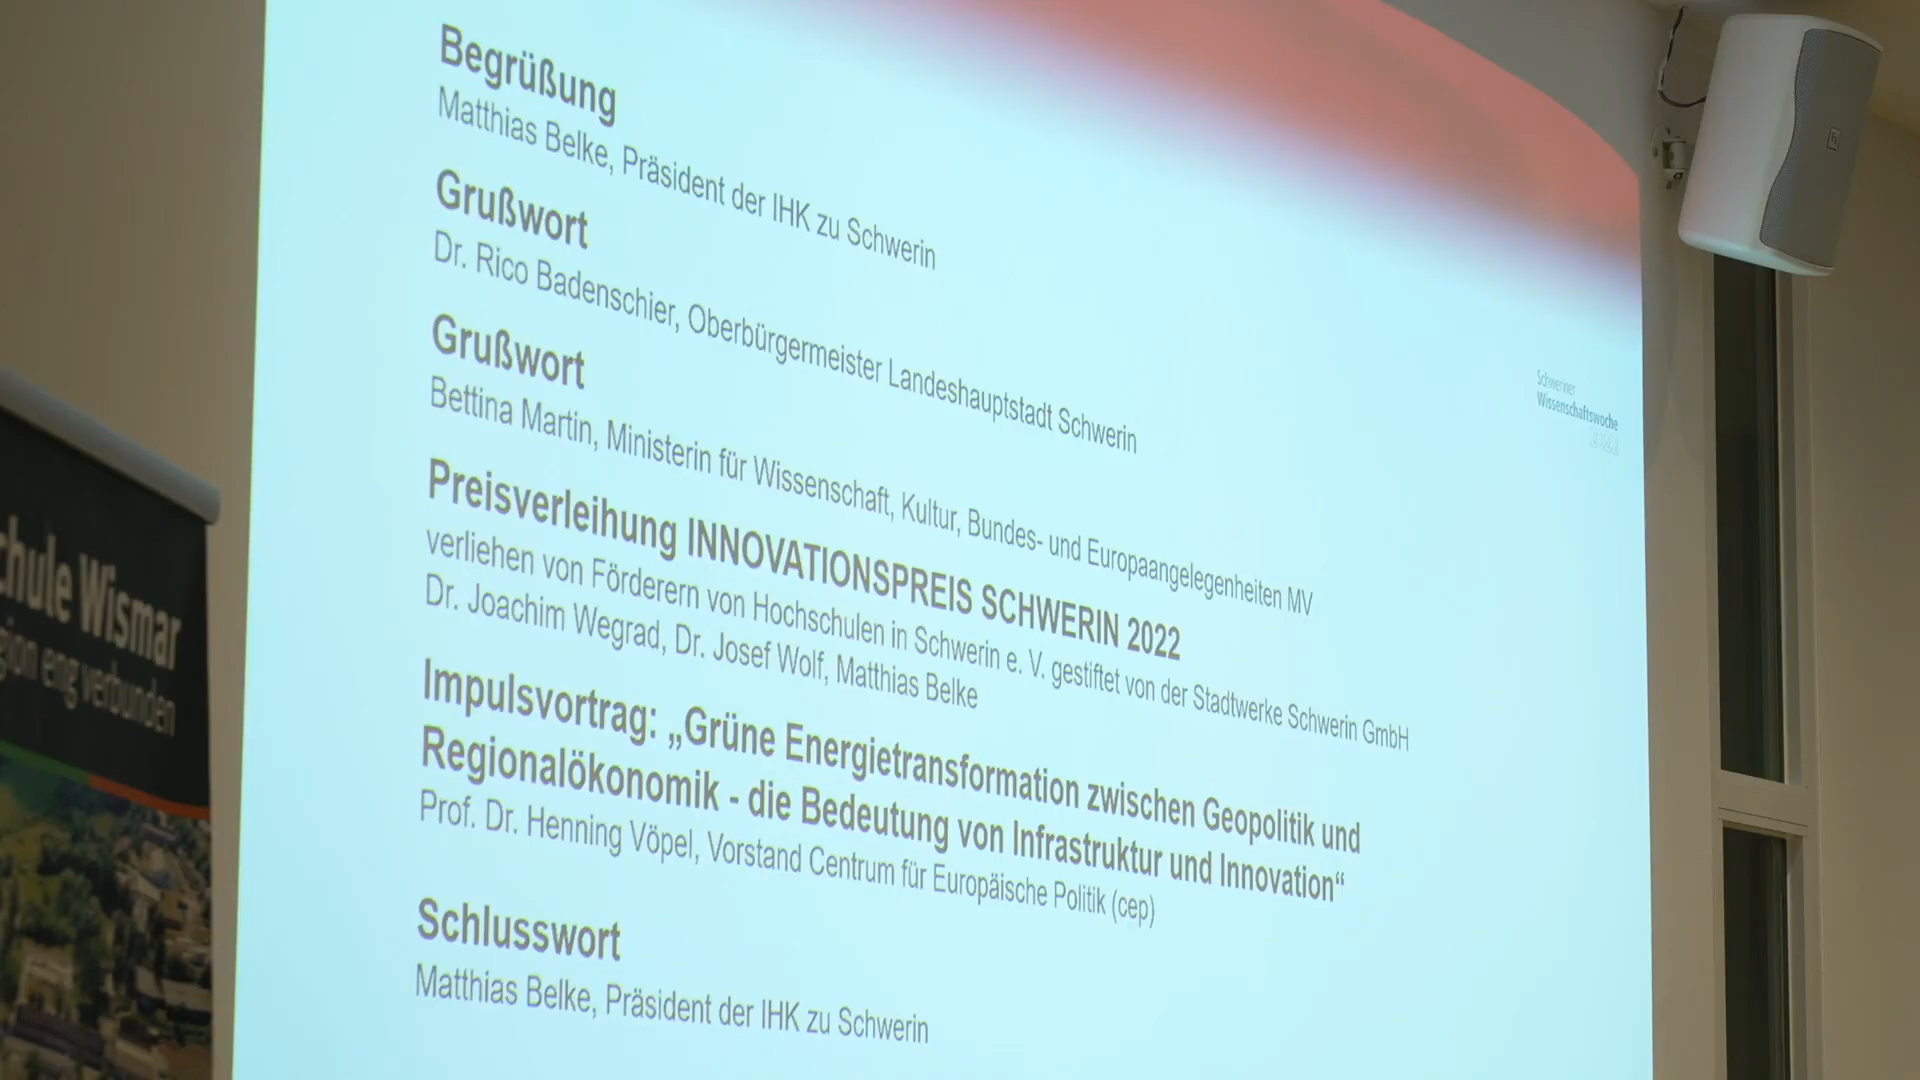 Begrüßung
Matthias Belke, Präsident der IHK zu Schwerin
Grußwort
Dr. Rico Badenschier, Oberbürgermeister Landeshauptstadt Schwerin
Grußwort
Bettina Martin, Ministerin für Wissenschaft, Kultur, Bundes- und Europaangelegenheiten MV
Preisverleihung INNOVATIONSPREIS SCHWERIN 2022
verliehen von Förderern von Hochschulen in Schwerin e. V. gestiftet von der Stadtwerke Schwerin GmbH
Dr. Joachim Wegrad, Dr. Josef Wolf, Matthias Belke
Impulsvortrag: „Grüne Energietransformation zwischen Geopolitik und
Regionalökonomik - die Bedeutung von Infrastruktur und Innovation“
Prof. Dr. Henning Vöpel, Vorstand Centrum für Europäische Politik (cep)
Schlusswort
Matthias Belke, Präsident der IHK zu Schwerin
Schweriner
Wissenschaftswoche
chule Wismar
gion eng verbunden